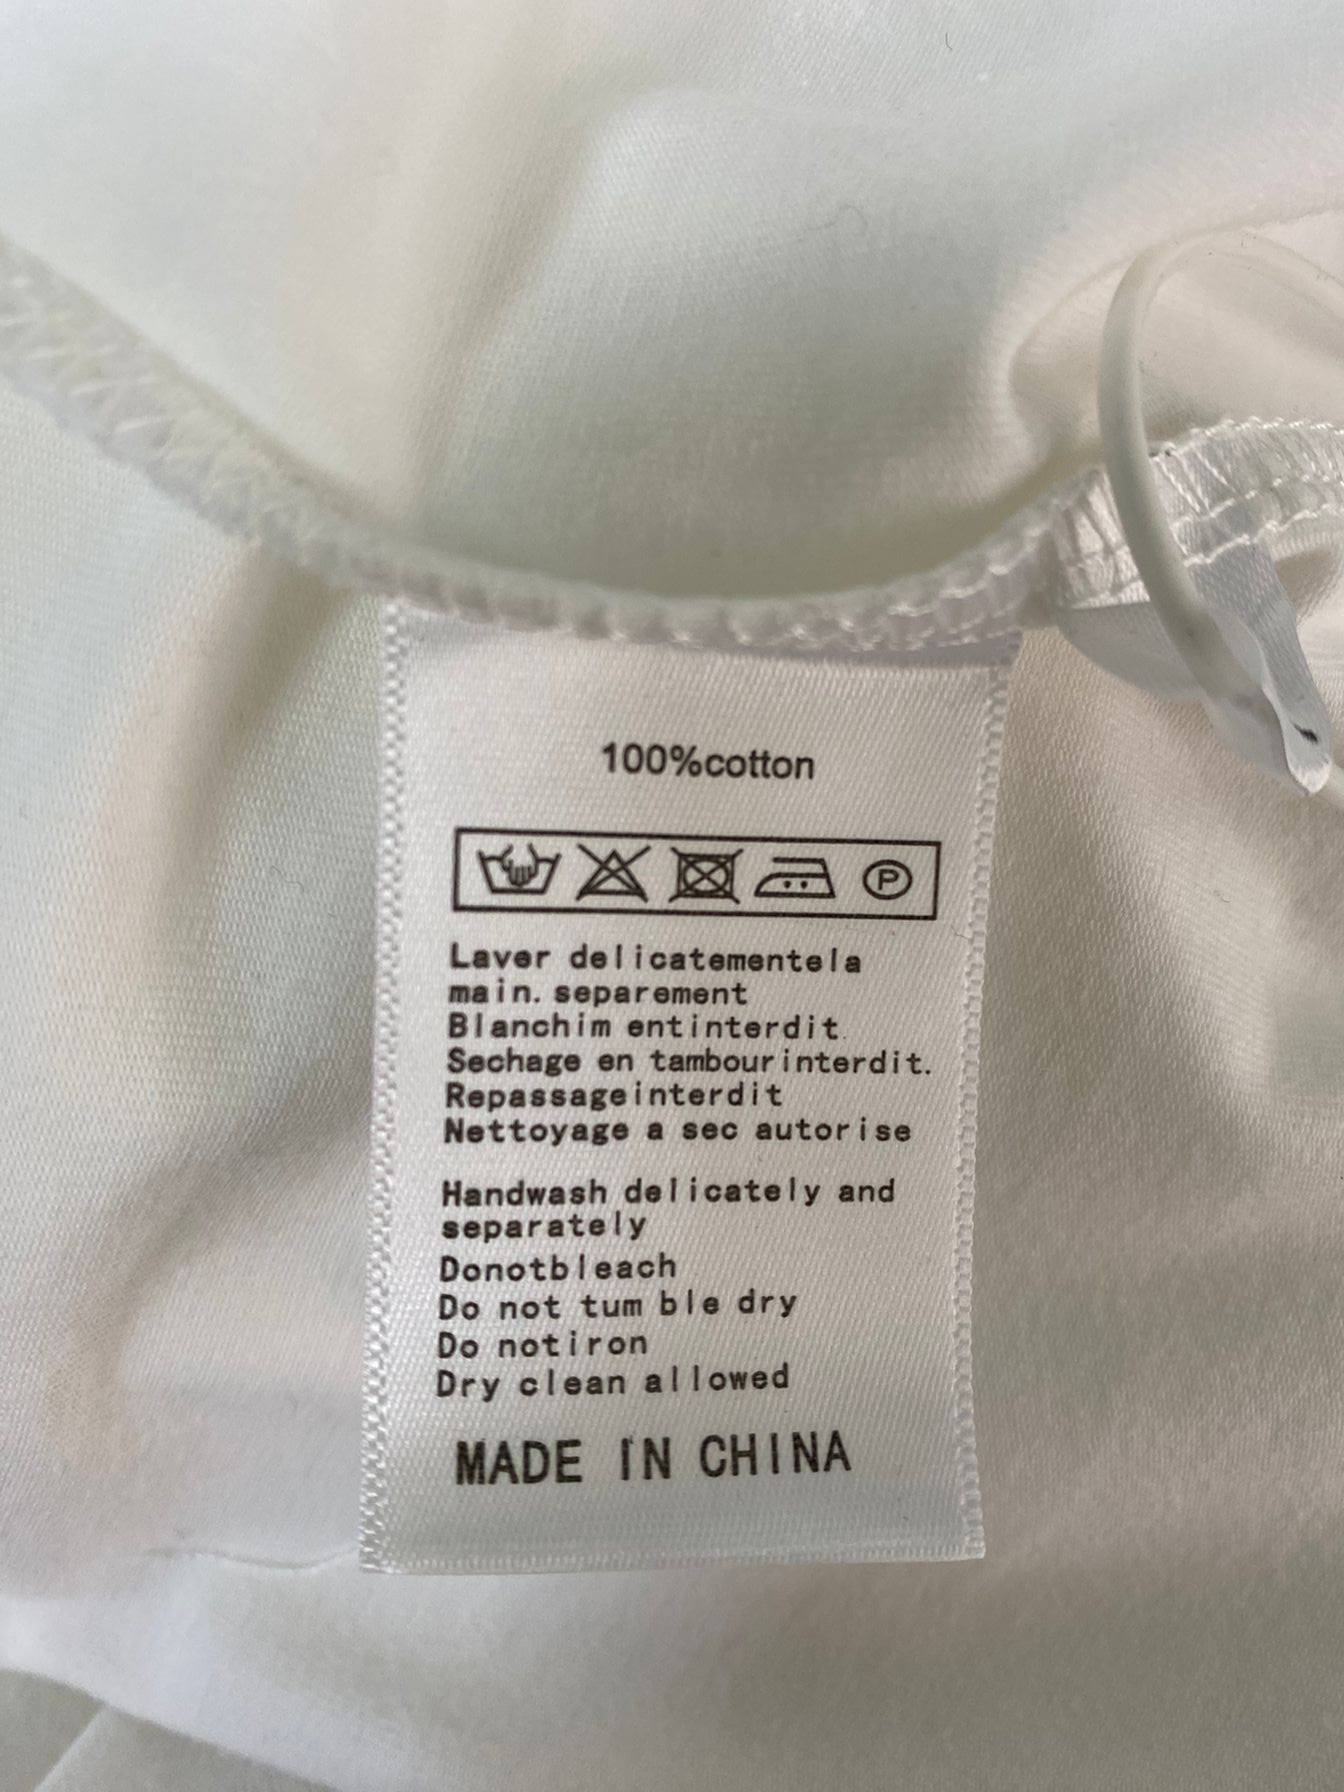 100%cotton
P
Laver delicatementela
main. separement
Blanchim entinterdit.
Sechage en tambourinterdit.
Repassageinterdit
Nettoyage a sec autorise
Handwash delicately and
separately
Donotbleach
Do not tum ble dry
Do notiron
Dry clean allowed
MADE IN CHINA